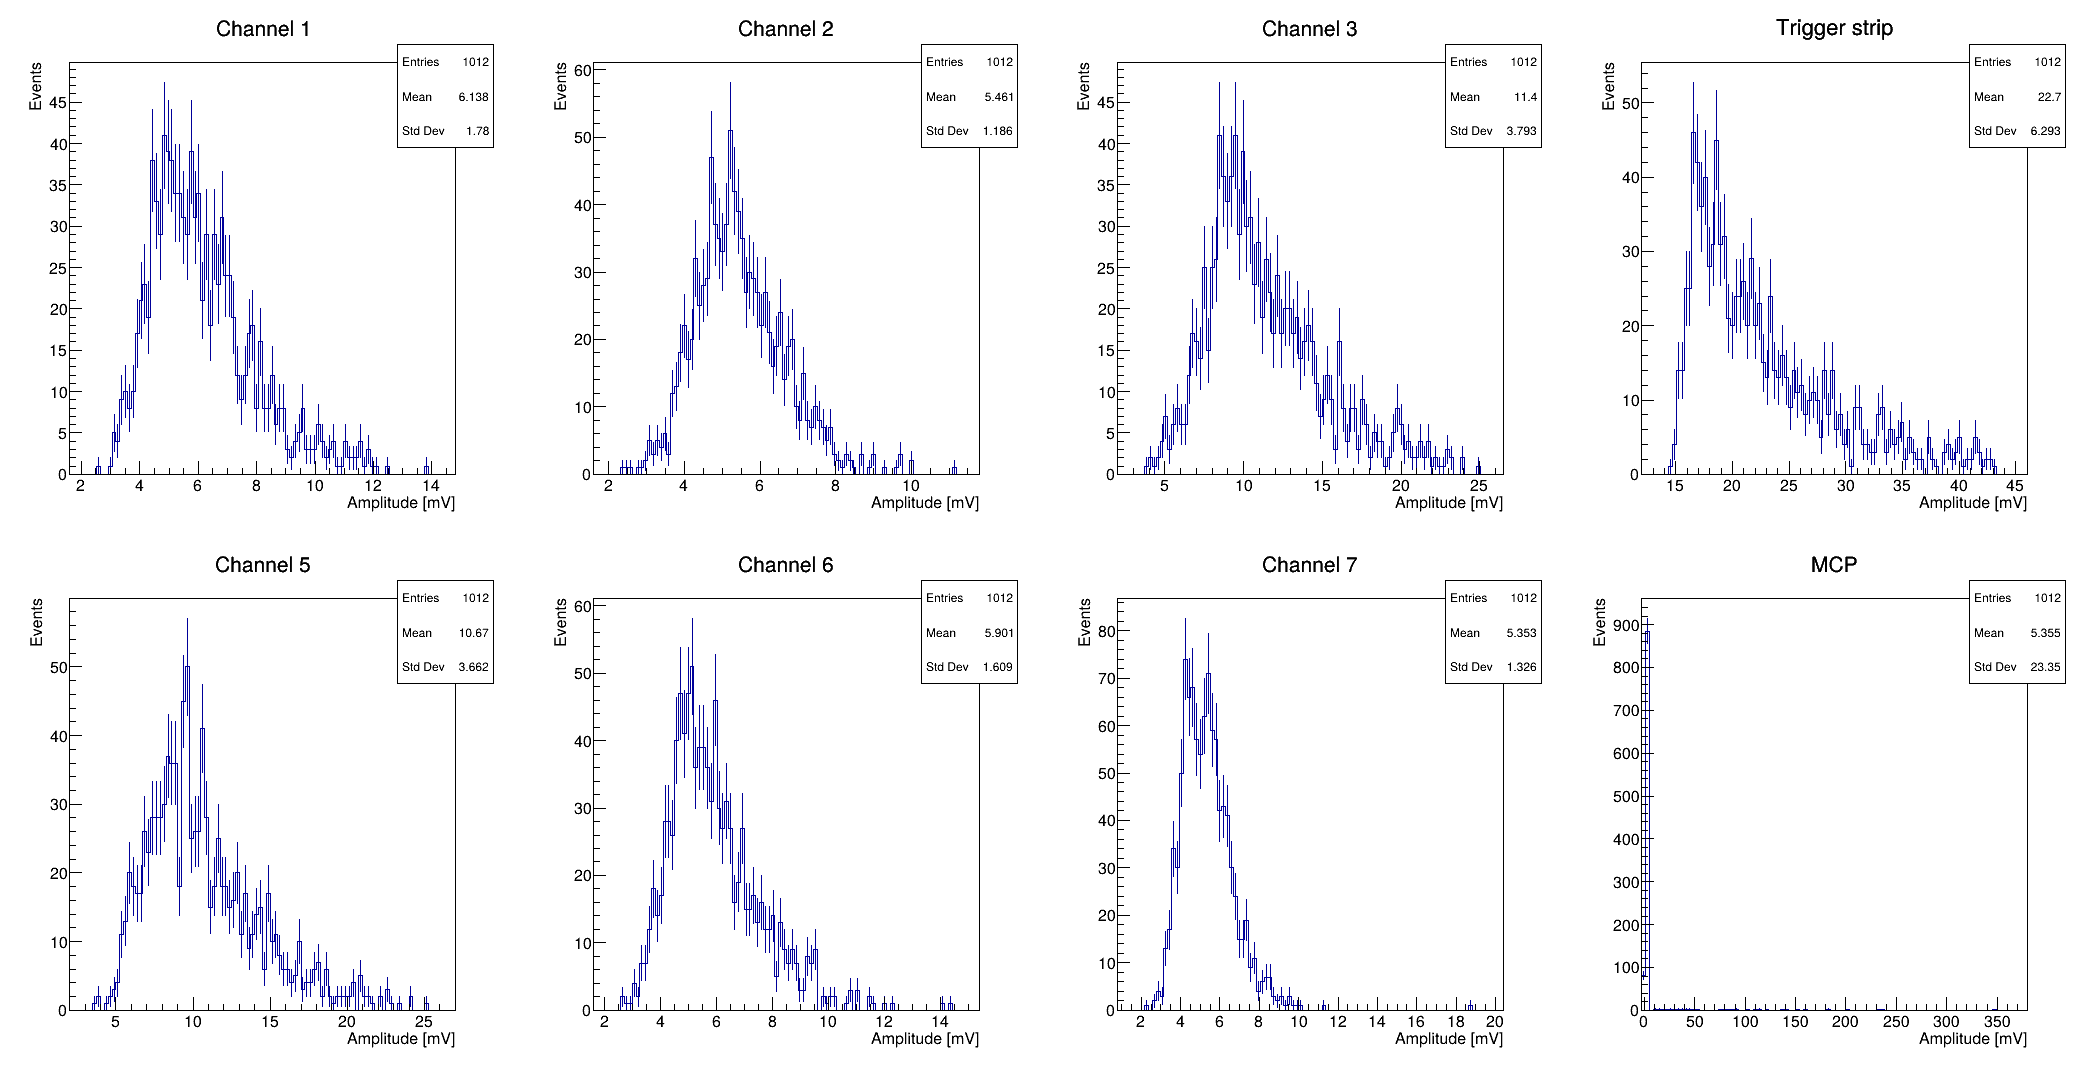 Channel 1
Events
Entries 1012
Mean 6.138
Std Dev 1.78
45
40
35
30
25
20
15
10
5
0
2 4 6 8 10 12 14
Amplitude [mV]
Channel 2
Events
Entries 1012
Mean 5.461
Std Dev 1.186
60
50
40
30
20
10
0
2 4 6 8 10
Amplitude [mV]
Channel 3
Events
Entries 1012
Mean 11.4
Std Dev 3.793
45
40
35
30
25
20
15
10
5
0
5 10 15 20 25
Amplitude [mV]
Trigger strip
Events
Entries 1012
Mean 22.7
Std Dev 6.293
50
40
30
20
10
0
15 20 25 30 35 40 45
Amplitude [mV]
Channel 5
Events
Entries 1012
Mean 10.67
Std Dev 3.662
50
40
30
20
10
0
5 10 15 20 25
Amplitude [mV]
Channel 6
Events
Entries 1012
Mean 5.901
Std Dev 1.609
60
50
40
30
20
10
0
2 4 6 8 10 12 14
Amplitude [mV]
Channel 7
Events
Entries 1012
Mean 5.353
Std Dev 1.326
80
70
60
50
40
30
20
10
0
2 4 6 8 10 12 14 16 18 20
Amplitude [mV]
MCP
Events
Entries 1012
Mean 5.355
Std Dev 23.35
900
800
700
600
500
400
300
200
100
0
0 50 100 150 200 250 300 350
Amplitude [mV]